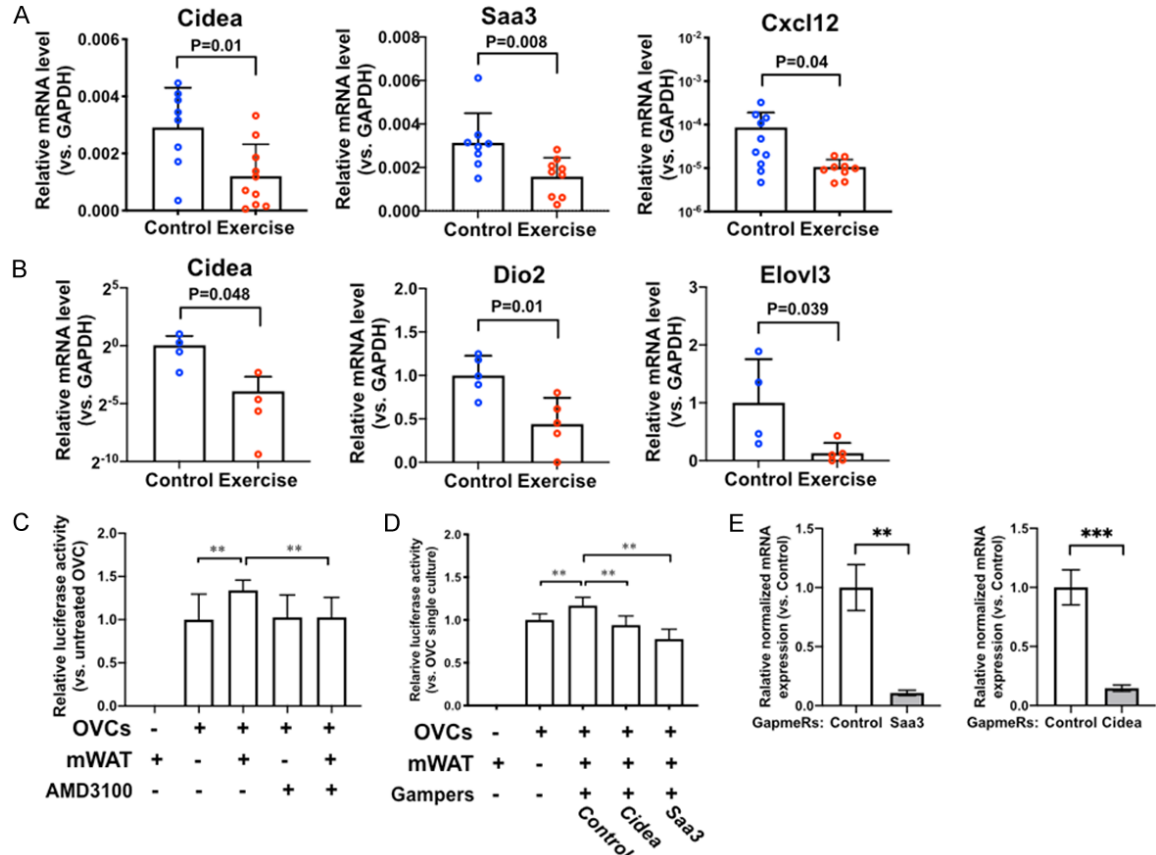 A
Cidea
Relative mRNA level
(vs. GAPDH)
0.006
0.004
0.002
0.000
P=0.01
Control Exercise
Saa3
Relative mRNA level
(vs. GAPDH)
0.008
0.006
0.004
0.002
0.000
P=0.008
Control Exercise
Cxcl12
Relative mRNA level
(vs. GAPDH)
10-2
10-3
10-4
10-5
10-6
P=0.04
Control Exercise
B
Cidea
Relative mRNA level
(vs. GAPDH)
2^5
2^0
2^-5
2^-10
P=0.048
Control Exercise
Dio2
Relative mRNA level
(vs. GAPDH)
2.0
1.5
1.0
0.5
0.0
P=0.01
Control Exercise
Elovl3
Relative mRNA level
(vs. GAPDH)
3
2
1
0
P=0.039
Control Exercise
C
Relative luciferase activity
(vs. untreated OVC)
2.0
1.5
1.0
0.5
0.0
** **
OVCs - + + + +
mWAT + - + - +
AMD3100 - - - + +
D
Relarive luciferase activity
(vs. OVC single culture)
2.0
1.5
1.0
0.5
0.0
**
** **
OVCs - + + + +
mWAT + - + + +
Gampers - - + + +
Control Cidea Saa3
E
Ralative normalized mRNA
expression (vs. Control)
1.5
1.0
0.5
0.0
**
GapmeRs: Control Saa3
Ralative normalized mRNA
expression (vs. Control)
1.5
1.0
0.5
0.0
***
GapmeRs: Control Cidea